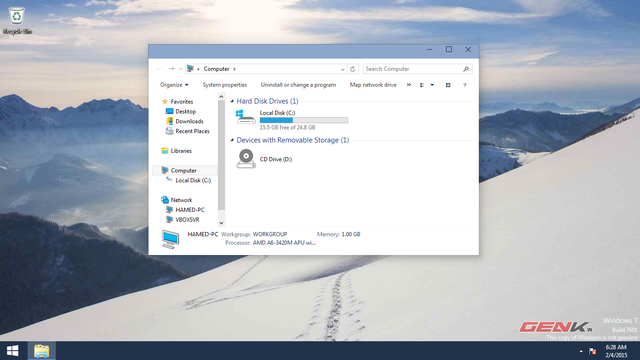 Recycle Bin
Computer
Search Computer
Organize
System properties
Uninstall or change a program
Map network drive
»
Favorites
Desktop
Downloads
Recent Places
Libraries
Computer
Local Disk (C:)
Network
HAMED-PC
VBOXSVR
Hard Disk Drives (1)
Local Disk (C:)
15.5 GB free of 24.8 GB
Devices with Removable Storage (1)
CD Drive (D:)
HAMED-PC Workgroup: WORKGROUP Memory: 1.00 GB
Processor: AMD A6-3420M APU wi...
GENK.
Windows 7
Build 7601
This copy of Windows is not genuine
6:28 AM
2/4/2015